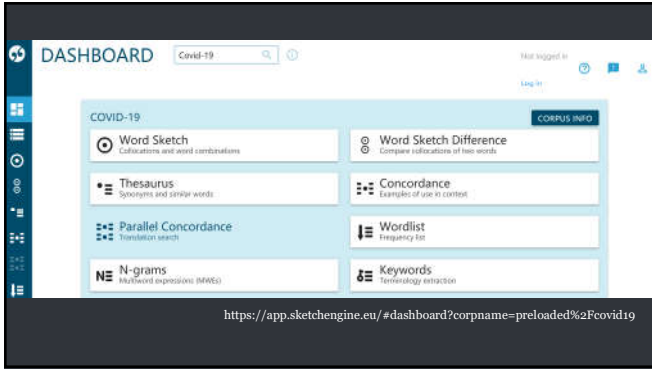 DASHBOARD
Covid-19
Not logged in
Log in
COVID-19
CORPUS INFO
Word Sketch
Collocations and word combinations
Word Sketch Difference
Compare collocations of two words
Thesaurus
Synonyms and similar words
Concordance
Examples of use in context
Parallel Concordance
Translation search
Wordlist
Frequency list
N-grams
Multiword expressions (MWEs)
Keywords
Terminology extraction
https://app.sketchengine.eu/#dashboard?corpname=preloaded%2Fcovid19